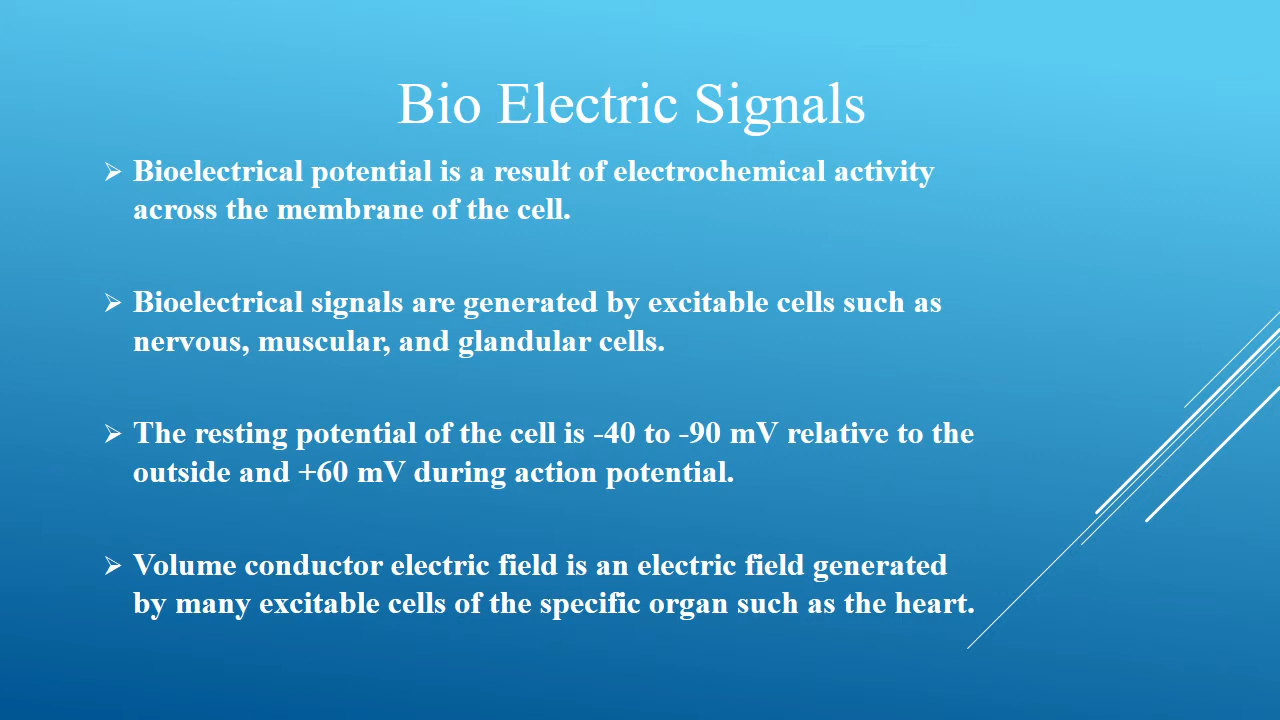 Bio Electric Signals
➢ Bioelectrical potential is a result of electrochemical activity
across the membrane of the cell.
➢ Bioelectrical signals are generated by excitable cells such as
nervous, muscular, and glandular cells.
➢ The resting potential of the cell is -40 to -90 mV relative to the
outside and +60 mV during action potential.
➢ Volume conductor electric field is an electric field generated
by many excitable cells of the specific organ such as the heart.